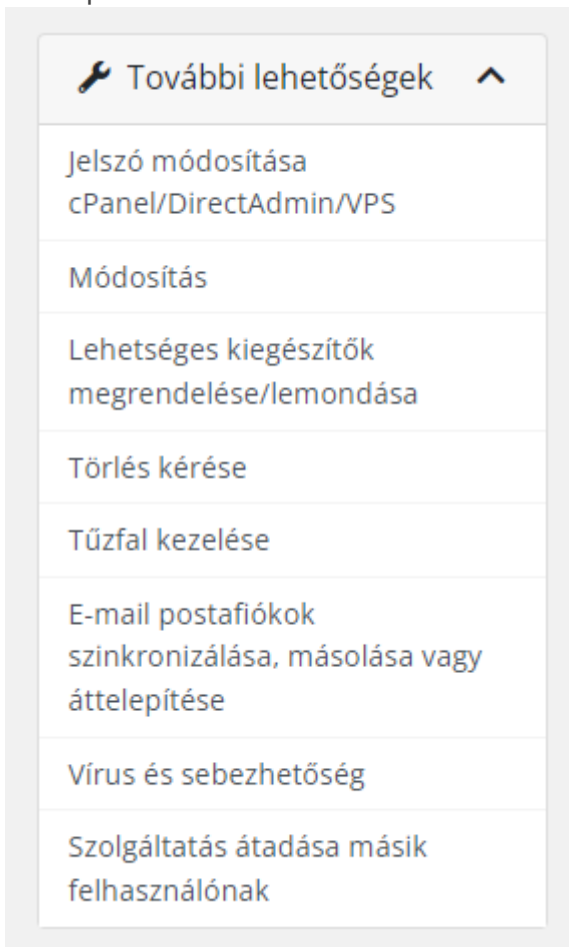 További lehetőségek
Jelszó módosítása
cPanel/DirectAdmin/VPS
Módosítás
Lehetséges kiegészítők
megrendelése/lemondása
Törlés kérése
Tűzfal kezelése
E-mail postafiókok
szinkronizálása, másolása vagy
áttelepítése
Vírus és sebezhetőség
Szolgáltatás átadása másik
felhasználónak